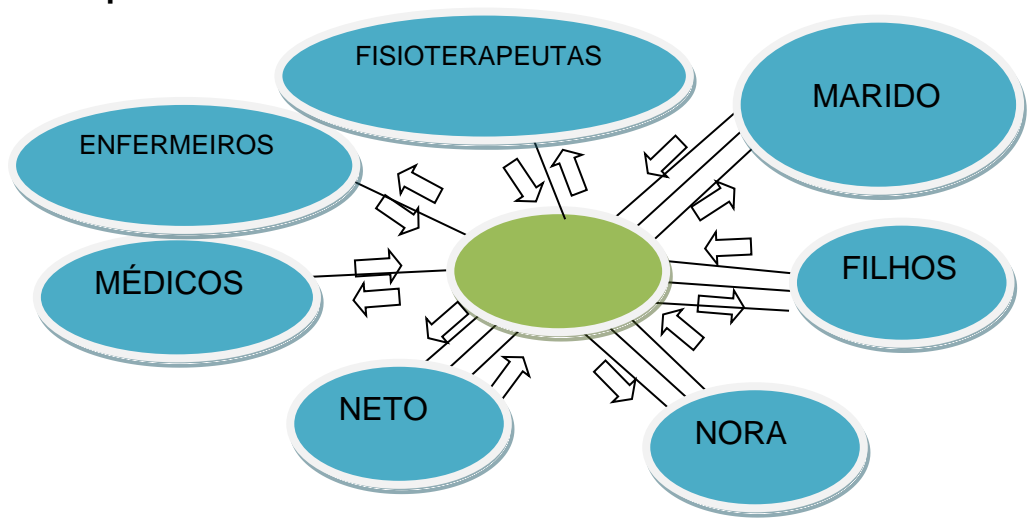 FISIOTERAPEUTAS
MARIDO
ENFERMEIROS
FILHOS
MÉDICOS
NETO
NORA